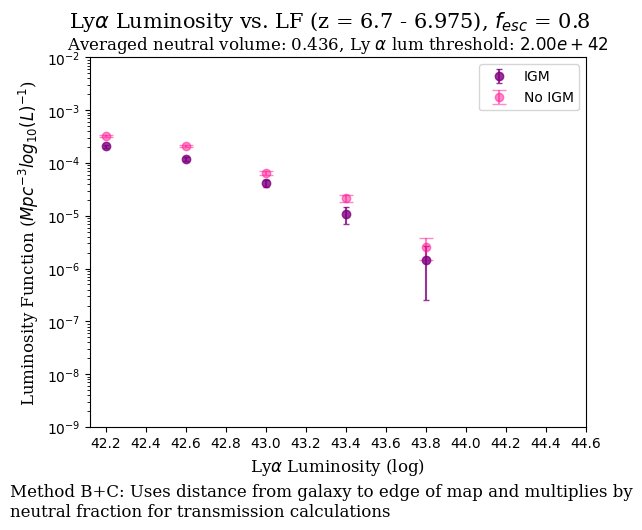 Lyα Luminosity vs. LF (z = 6.7 - 6.975), $f_{esc}$ = 0.8
Averaged neutral volume: 0.436, Ly α lum threshold: 2.00e + 42
IGM
No IGM
Luminosity Function ($Mpc^{-3}log_{10}(L)^{-1}$)
$10^{-2}$
$10^{-3}$
$10^{-4}$
$10^{-5}$
$10^{-6}$
$10^{-7}$
$10^{-8}$
$10^{-9}$
42.2 42.4 42.6 42.8 43.0 43.2 43.4 43.6 43.8 44.0 44.2 44.4 44.6
Lyα Luminosity (log)
Method B+C: Uses distance from galaxy to edge of map and multiplies by
neutral fraction for transmission calculations